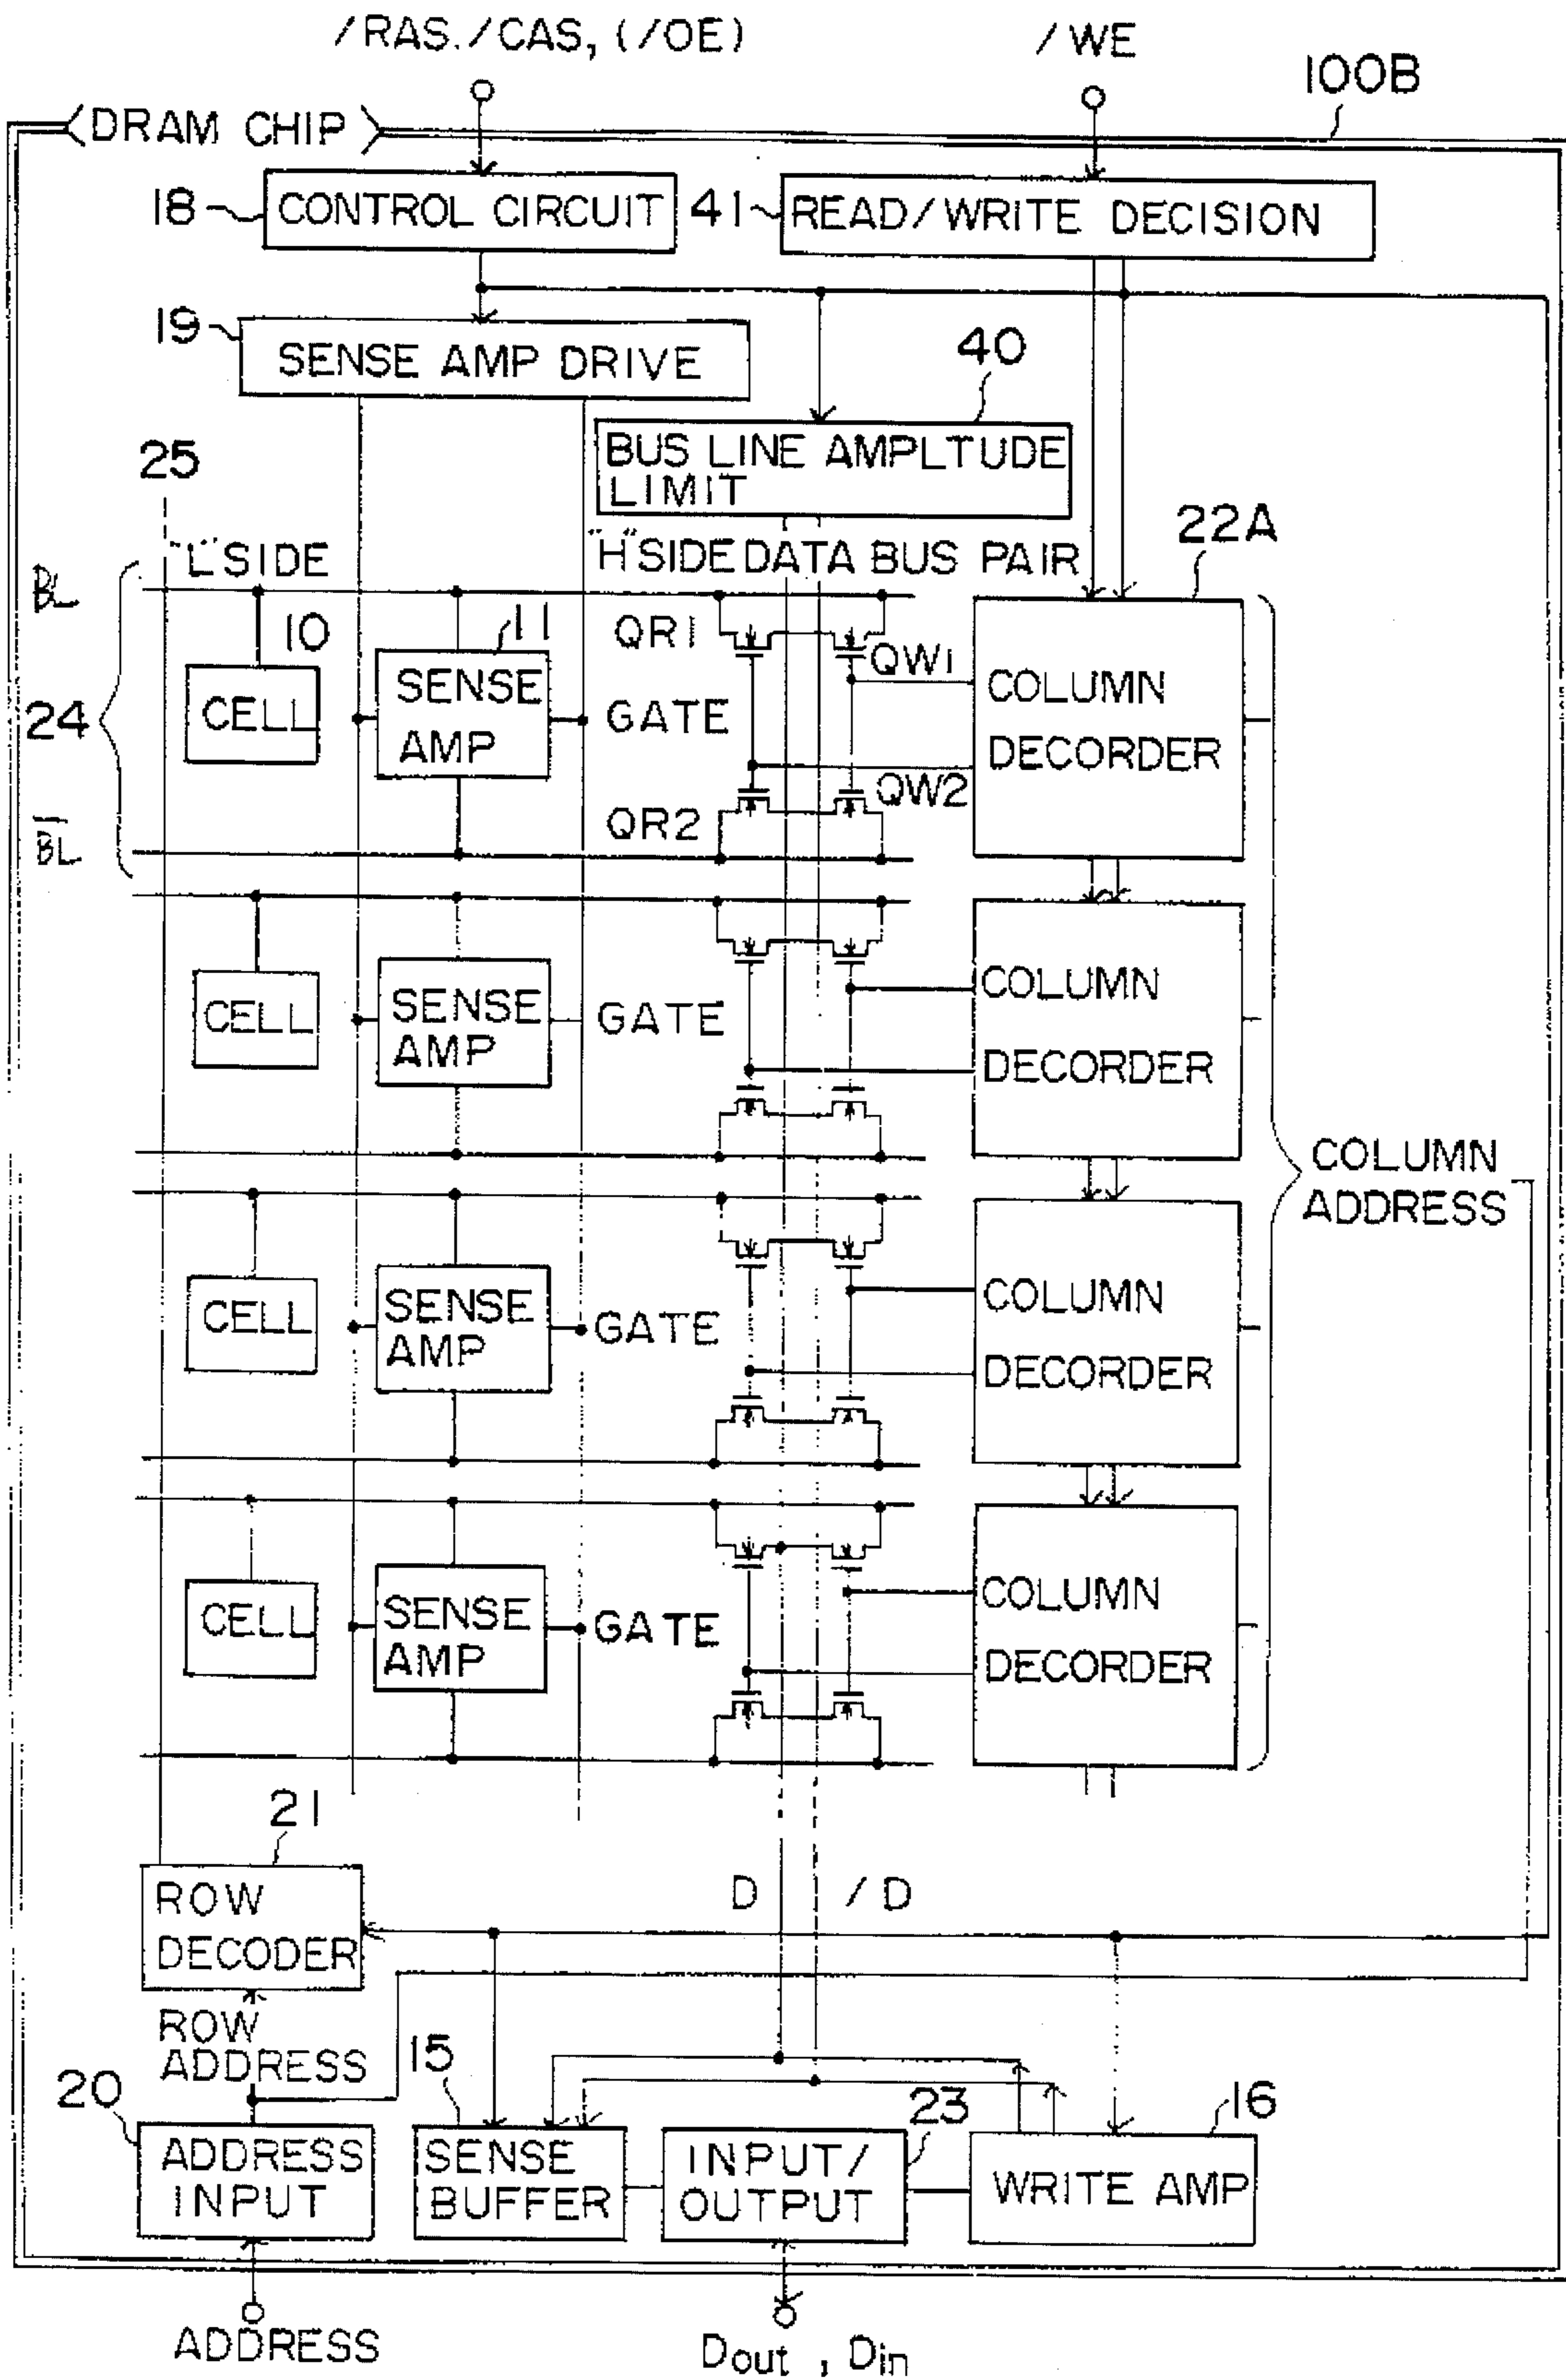 /RAS./CAS, (/OE)
/WE
100B
DRAM CHIP
18
CONTROL CIRCUIT
41
READ/WRITE DECISION
19
SENSE AMP DRIVE
40
BUS LINE AMPLTUDE
LIMIT
25
22A
"L" SIDE
"H" SIDE DATA BUS PAIR
BL
10
11
QR1
QW1
24
CELL
SENSE
AMP
GATE
COLUMN
DECORDER
QW2
QR2
B̅L̅
CELL
SENSE
AMP
GATE
COLUMN
DECORDER
COLUMN
ADDRESS
CELL
SENSE
AMP
GATE
COLUMN
DECORDER
CELL
SENSE
AMP
GATE
COLUMN
DECORDER
21
ROW
DECODER
D
/D
ROW
ADDRESS
20
15
23
16
ADDRESS
INPUT
SENSE
BUFFER
INPUT/
OUTPUT
WRITE AMP
ADDRESS
Dout , Din